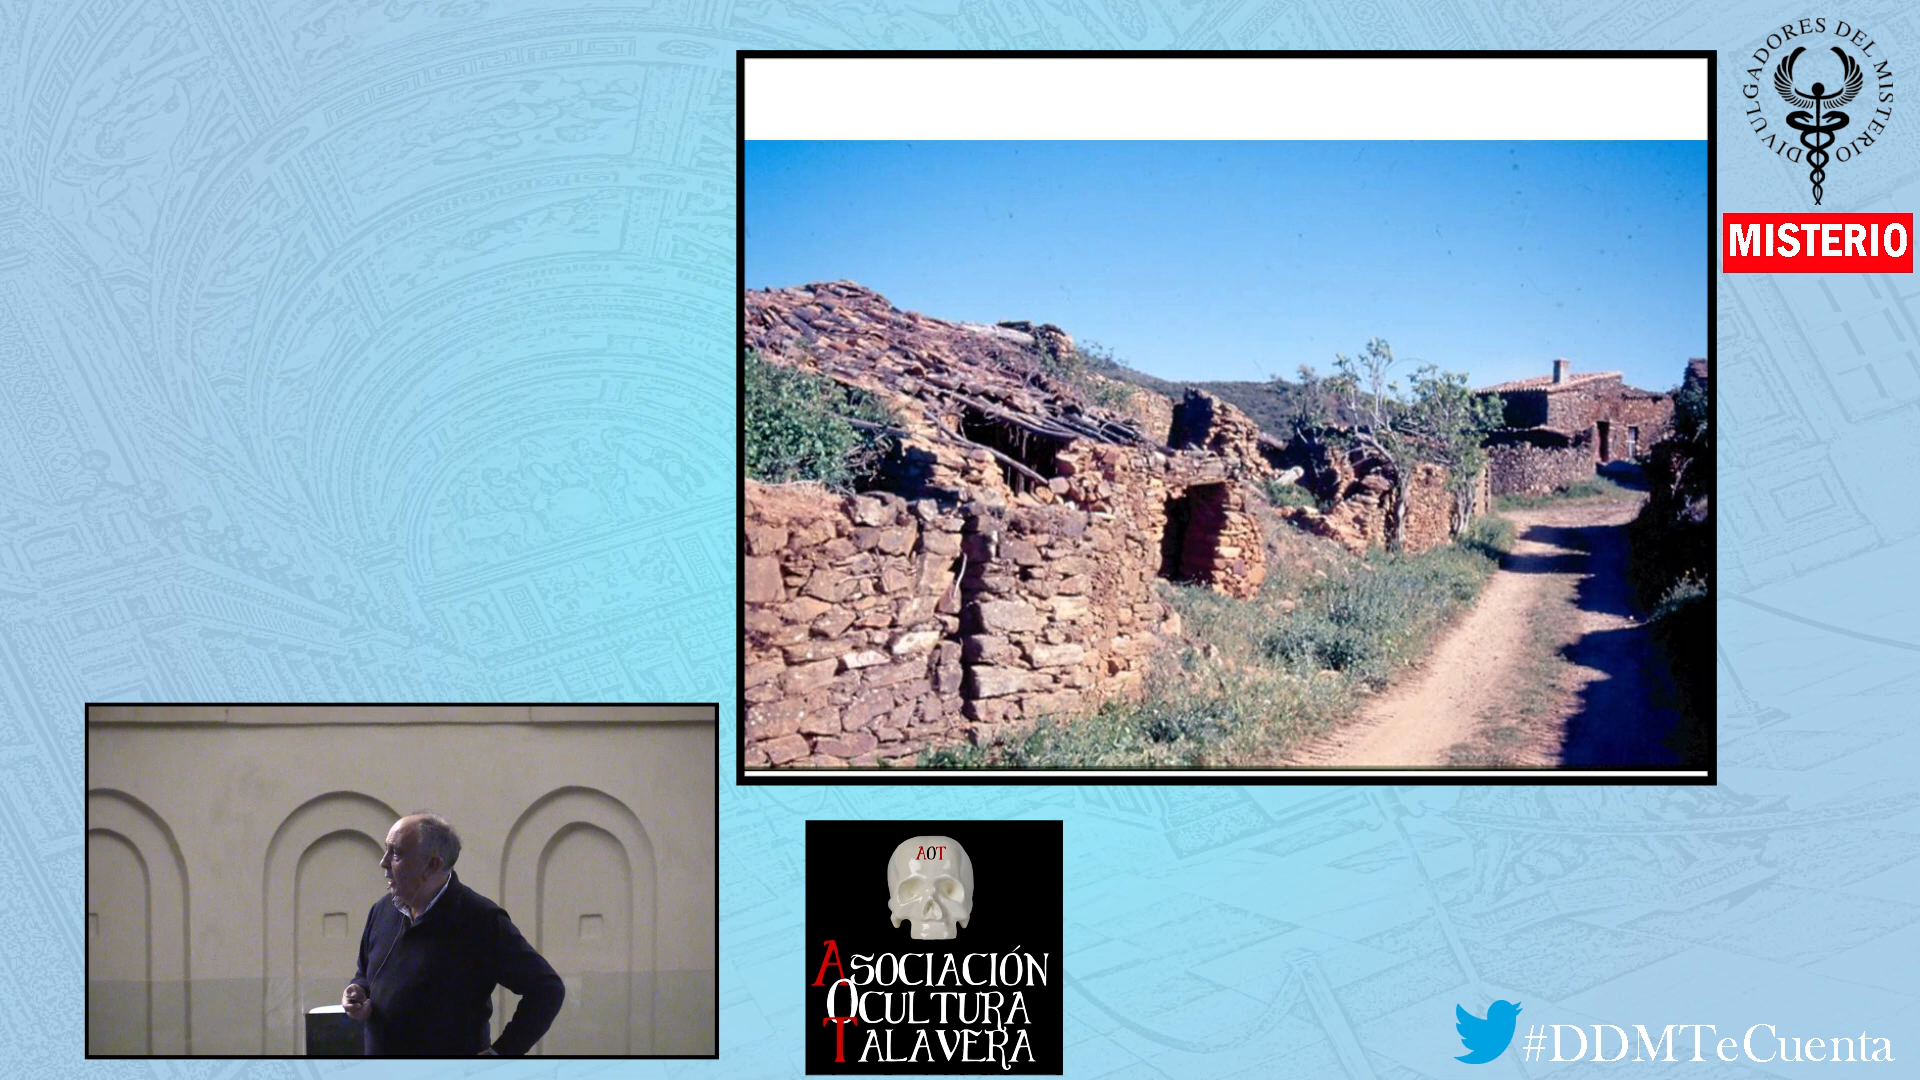 DIVULGADORES DEL MISTERIO
MISTERIO
AOT
ASOCIACIÓN
OCULTURA
TALAVERA
#DDMTeCuenta